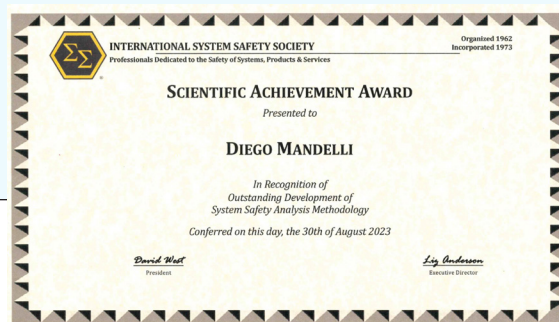 ΣΣ
INTERNATIONAL SYSTEM SAFETY SOCIETY
Professionals Dedicated to the Safety of Systems, Products & Services
Organized 1962
Incorporated 1973
SCIENTIFIC ACHIEVEMENT AWARD
Presented to
DIEGO MANDELLI
In Recognition of
Outstanding Development of
System Safety Analysis Methodology
Conferred on this day, the 30th of August 2023
David West
President
Liz Anderson
Executive Director